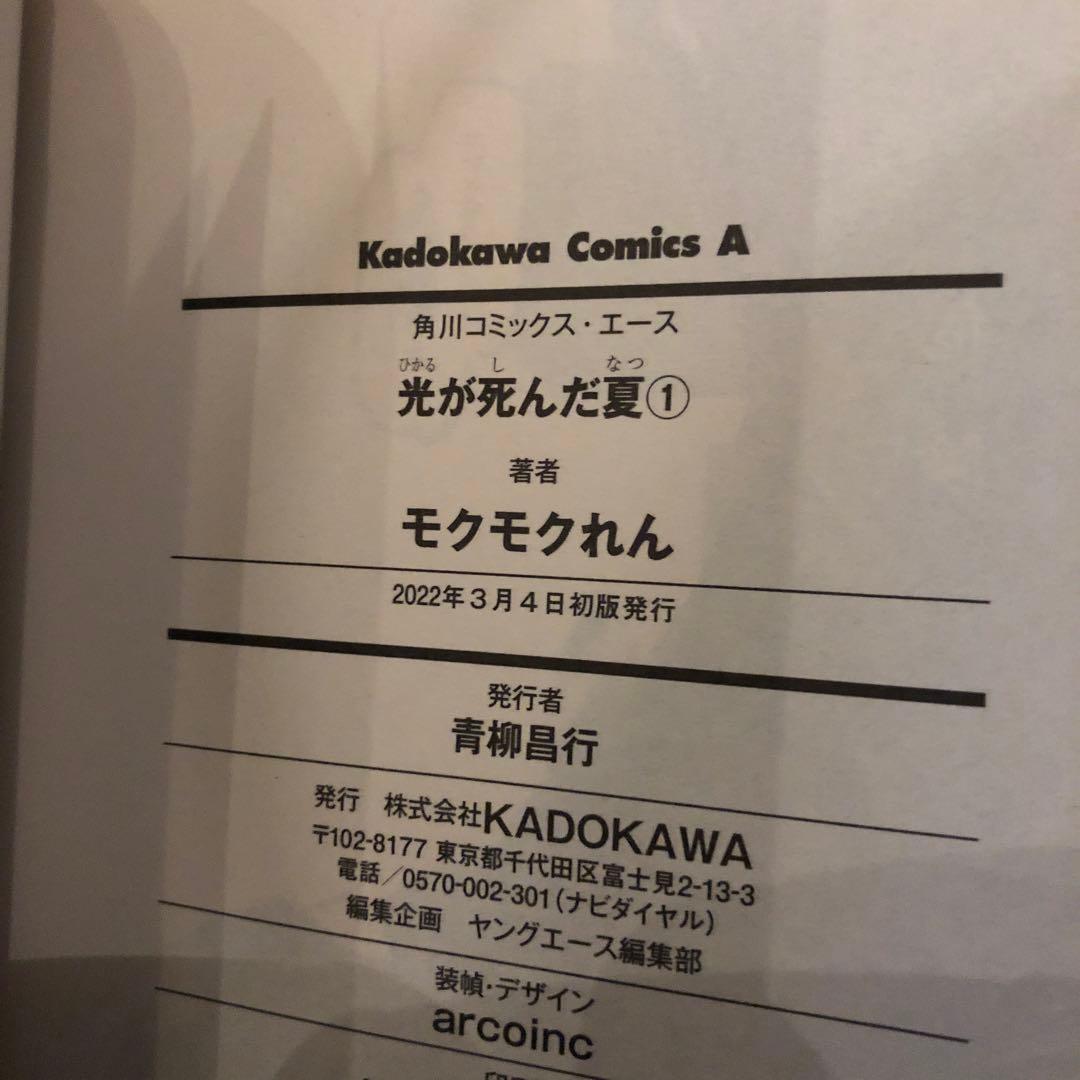 Kadokawa Comics A
角川コミックス・エース
ひかる し なつ
光が死んだ夏①
著者
モクモクれん
2022年3月4日初版発行
発行者
青柳昌行
発行 株式会社KADOKAWA
〒102-8177 東京都千代田区富士見2-13-3
電話/0570-002-301(ナビダイヤル)
編集企画 ヤングエース編集部
装幀・デザイン
arcoinc